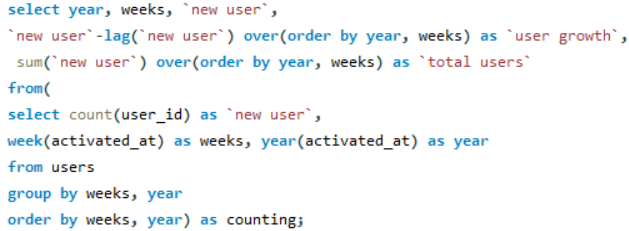 select year, weeks, `new user`,
`new user`-lag(`new user`) over(order by year, weeks) as `user growth`,
sum(`new user`) over(order by year, weeks) as `total users`
from(
select count(user_id) as `new user`,
week(activated_at) as weeks, year(activated_at) as year
from users
group by weeks, year
order by weeks, year) as counting;